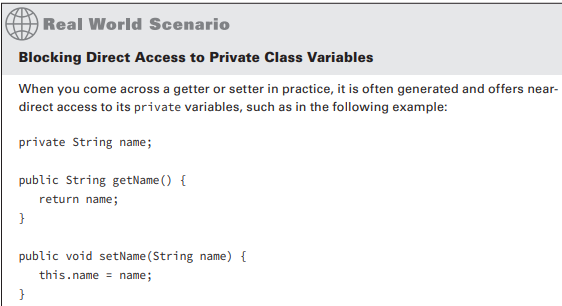 Real World Scenario
Blocking Direct Access to Private Class Variables
When you come across a getter or setter in practice, it is often generated and offers near-
direct access to its private variables, such as in the following example:
private String name;
public String getName() {
return name;
}
public void setName(String name) {
this.name = name;
}